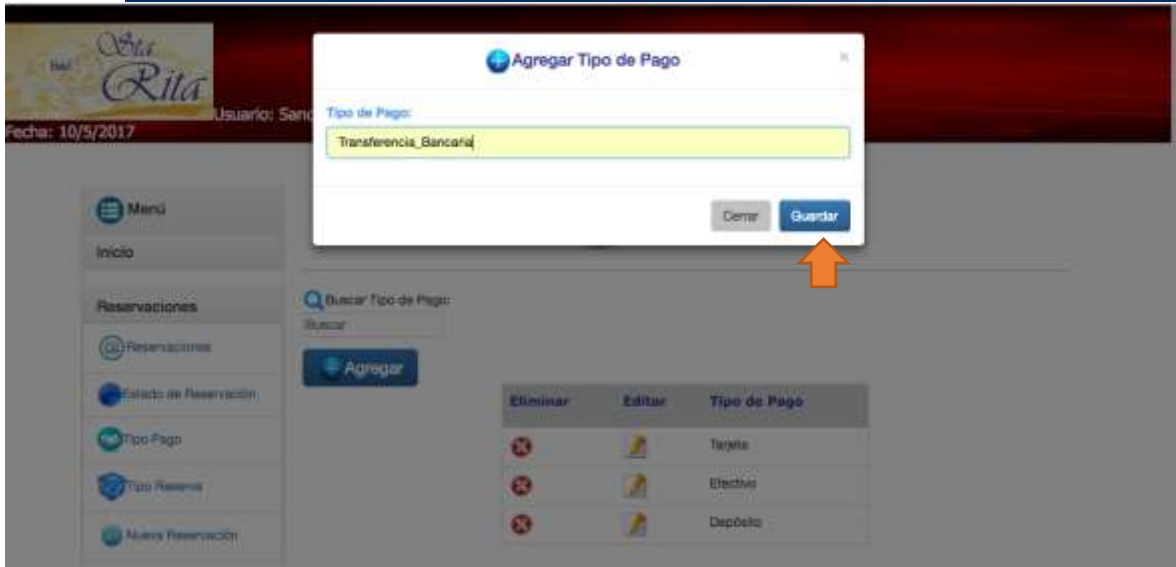 Sta
Rita
Usuario: Sand
Fecha: 10/5/2017
Agregar Tipo de Pago
×
Tipo de Pago:
Transferencia_Bancaria
Cerrar Guardar
Menú
Inicio
Reservaciones
Reservaciones
Estado de Reservación
Tipo Pago
Tipo Reserva
Nueva Reservación
Buscar Tipo de Pago:
Buscar
Agregar
Eliminar Editar Tipo de Pago
Tarjeta
Efectivo
Depósito